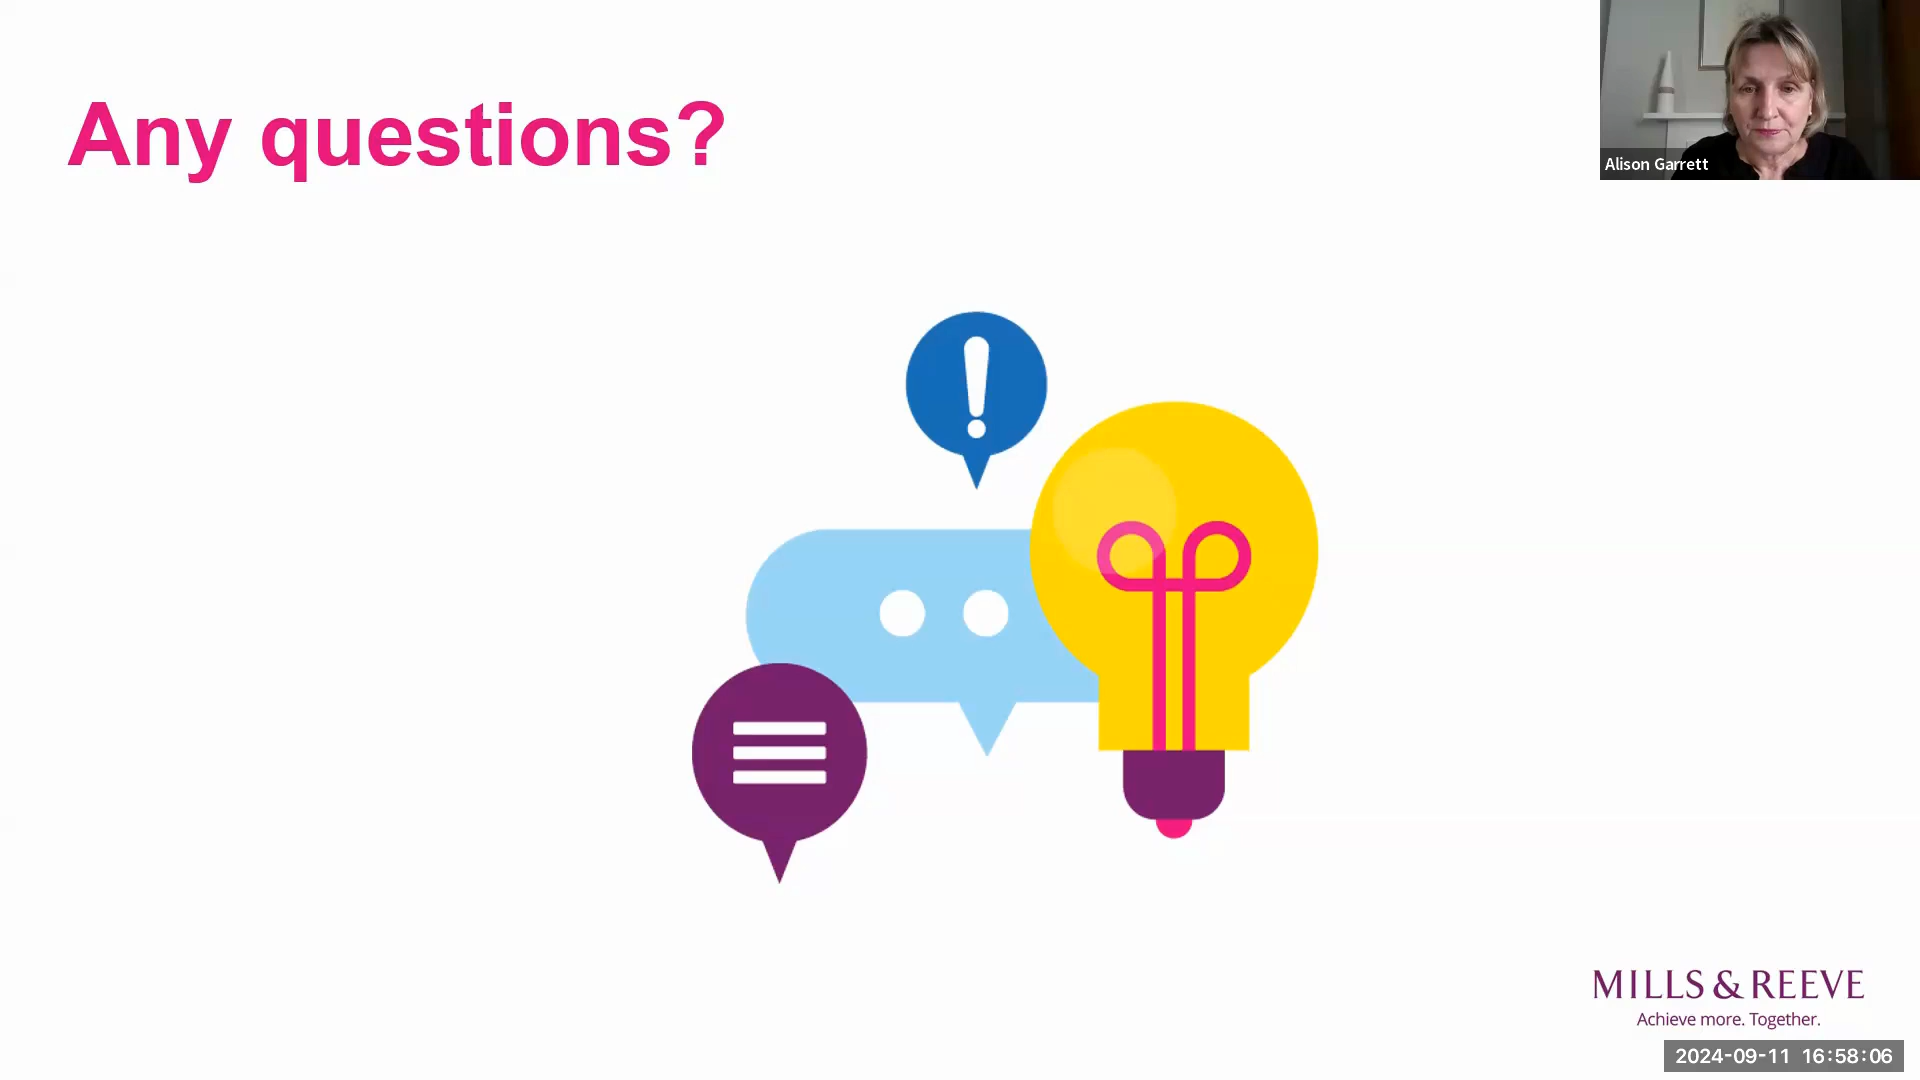 Any questions?
Alison Garrett
!
MILLS & REEVE
Achieve more. Together.
2024-09-11 16:58:06